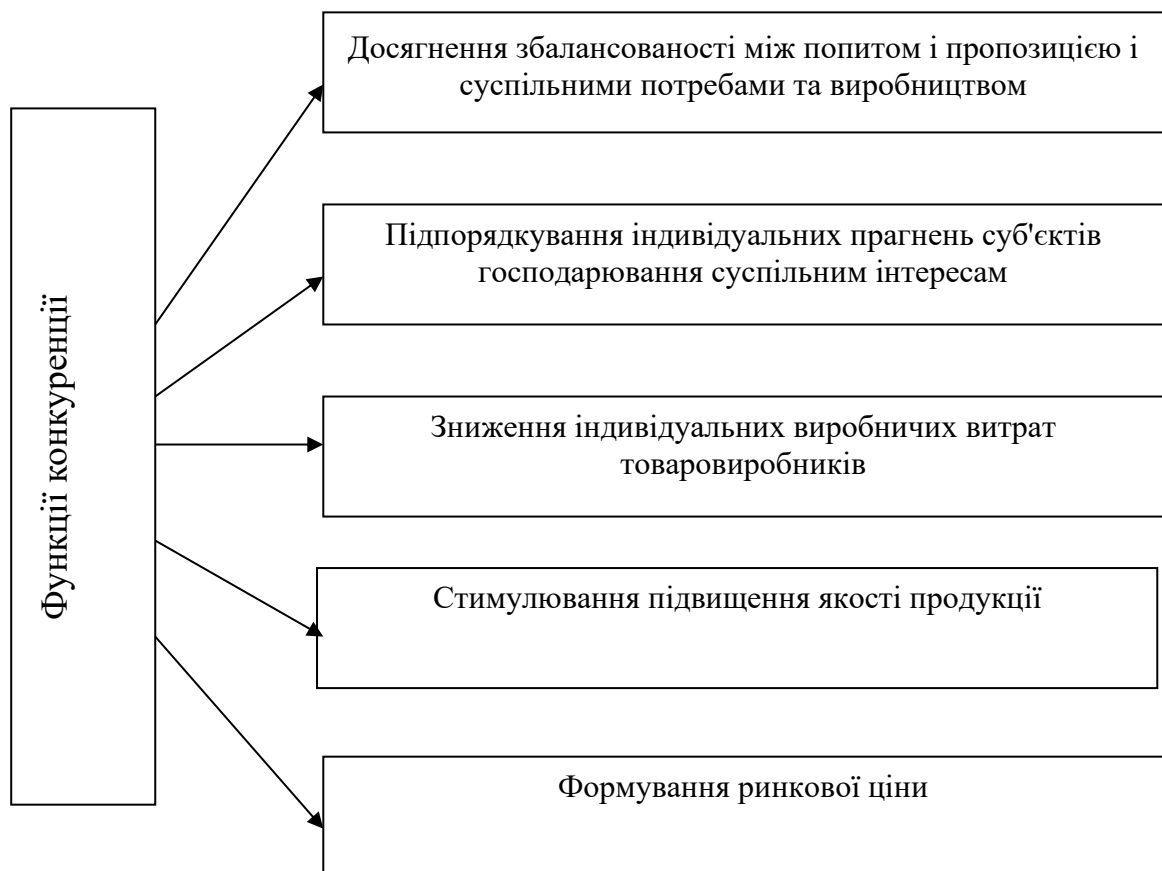 Функції конкуренції
Досягнення збалансованості між попитом і пропозицією і
суспільними потребами та виробництвом
Підпорядкування індивідуальних прагнень суб'єктів
господарювання суспільним інтересам
Зниження індивідуальних виробничих витрат
товаровиробників
Стимулювання підвищення якості продукції
Формування ринкової ціни